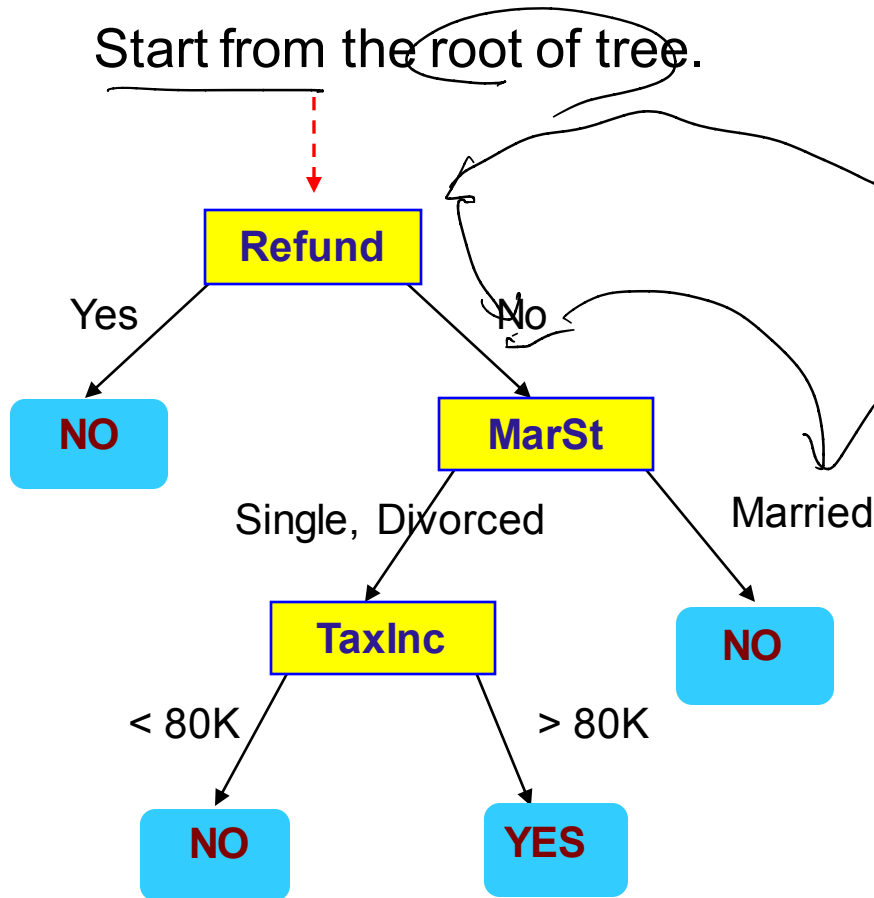 Start from the root of tree.
Refund
Yes
No
NO
MarSt
Single, Divorced
Married
TaxInc
NO
< 80K
> 80K
NO
YES